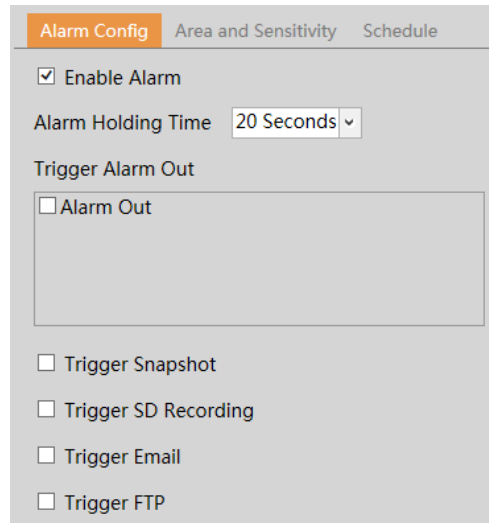 Alarm Config Area and Sensitivity Schedule
Enable Alarm
Alarm Holding Time 20 Seconds
Trigger Alarm Out
Alarm Out
Trigger Snapshot
Trigger SD Recording
Trigger Email
Trigger FTP